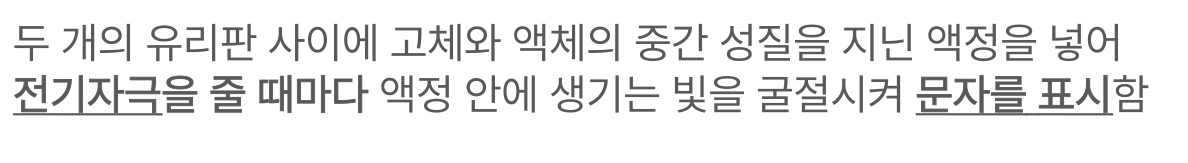 두 개의 유리판 사이에 고체와 액체의 중간 성질을 지닌 액정을 넣어
전기자극을 줄 때마다 액정 안에 생기는 빛을 굴절시켜 문자를 표시함